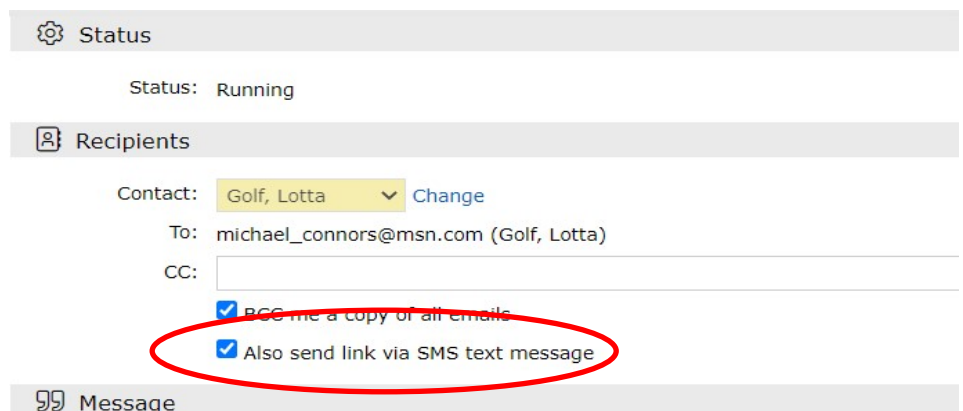 Status
Status: Running
Recipients
Contact: Golf, Lotta Change
To: michael_connors@msn.com (Golf, Lotta)
CC:
BCC me a copy of all emails
Also send link via SMS text message
Message